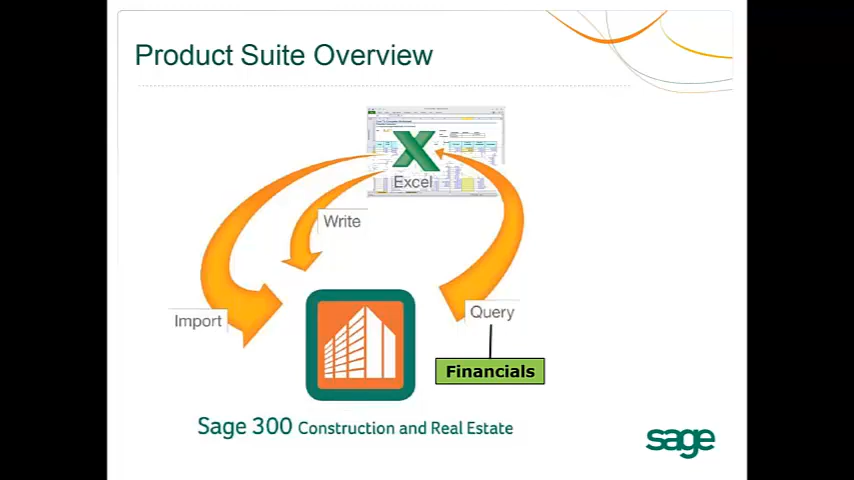 Product Suite Overview
Excel
Write
Import
Query
Financials
Sage 300 Construction and Real Estate
sage